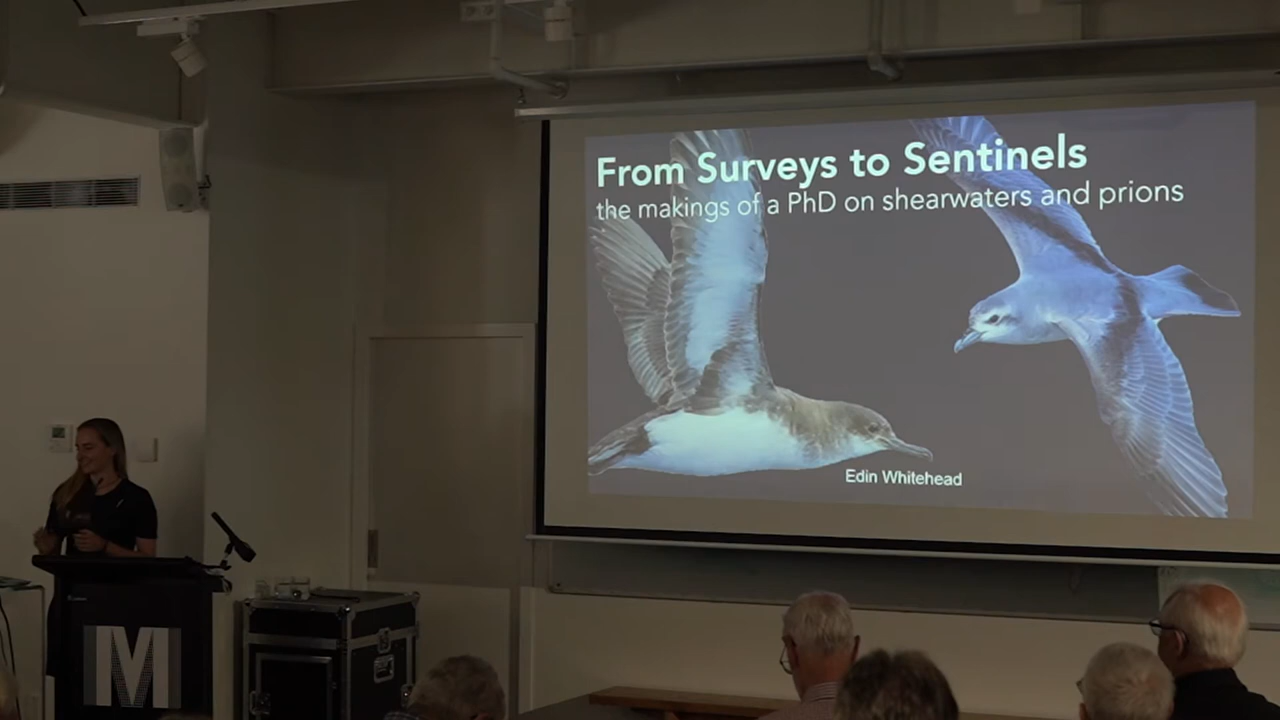 From Surveys to Sentinels
the makings of a PhD on shearwaters and prions
Edin Whitehead
M